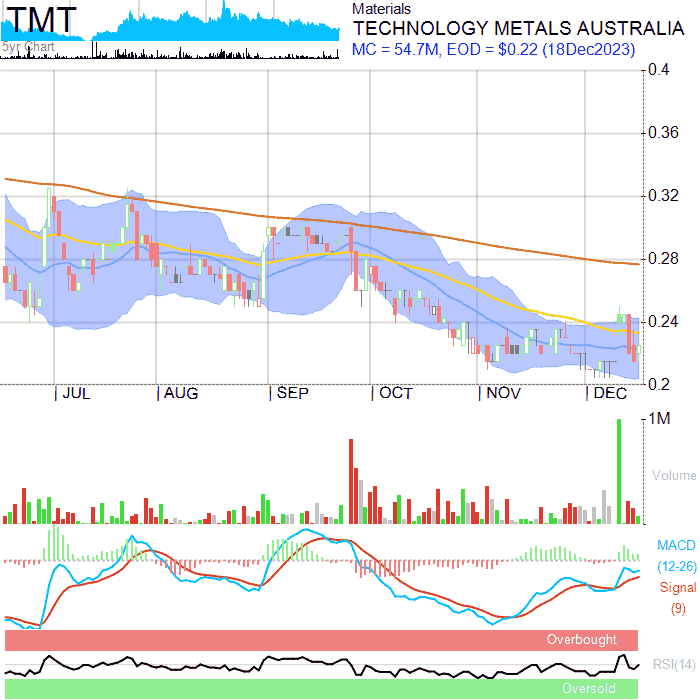 TMT
5yr Chart
Materials
TECHNOLOGY METALS AUSTRALIA
MC = 54.7M, EOD = $0.22 (18Dec2023)
0.4
0.36
0.32
0.28
0.24
0.2
JUL AUG SEP OCT NOV DEC
1M
Volume
MACD
(12-26)
Signal
(9)
Overbought
RSI(14)
Oversold